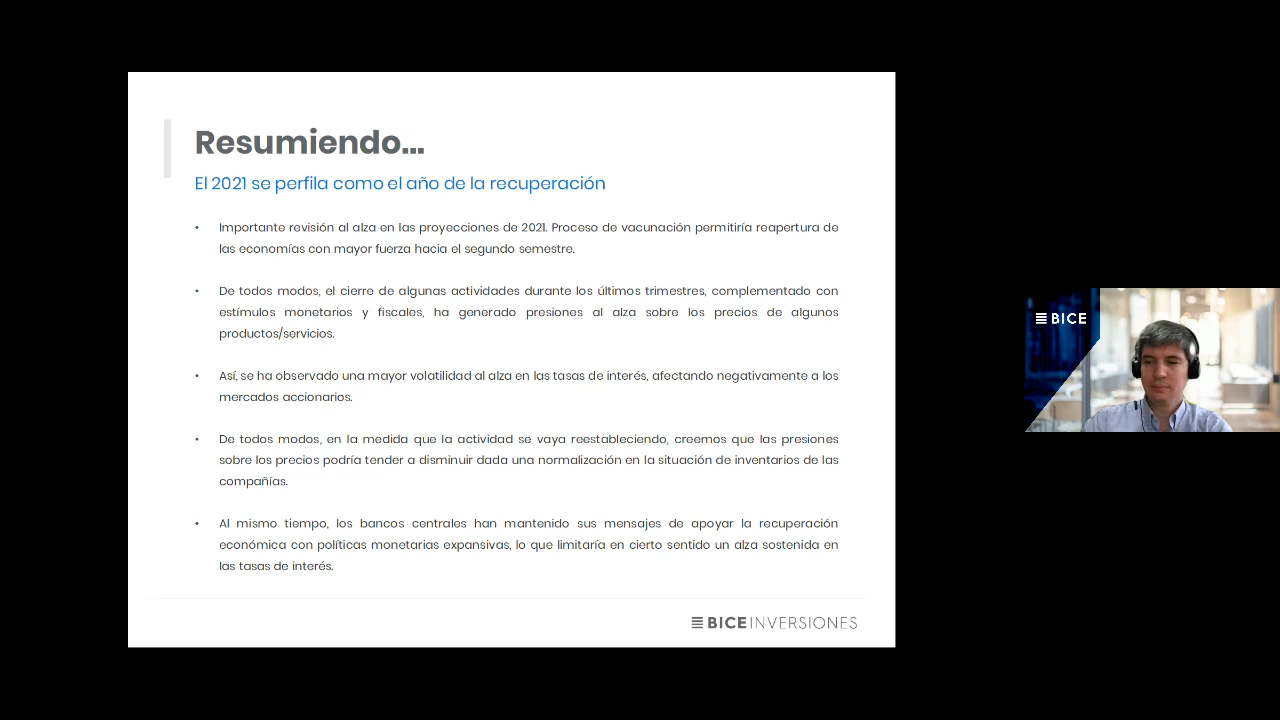 Resumiendo...
El 2021 se perfila como el año de la recuperación
• Importante revisión al alza en las proyecciones de 2021. Proceso de vacunación permitiría reapertura de
las economías con mayor fuerza hacia el segundo semestre.
• De todos modos, el cierre de algunas actividades durante los últimos trimestres, complementado con
estímulos monetarios y fiscales, ha generado presiones al alza sobre los precios de algunos
productos/servicios.
• Así, se ha observado una mayor volatilidad al alza en las tasas de interés, afectando negativamente a los
mercados accionarios.
• De todos modos, en la medida que la actividad se vaya reestableciendo, creemos que las presiones
sobre los precios podría tender a disminuir dada una normalización en la situación de inventarios de las
compañías.
• Al mismo tiempo, los bancos centrales han mantenido sus mensajes de apoyar la recuperación
económica con políticas monetarias expansivas, lo que limitaría en cierto sentido un alza sostenida en
las tasas de interés.
BICEINVERSIONES
BICE